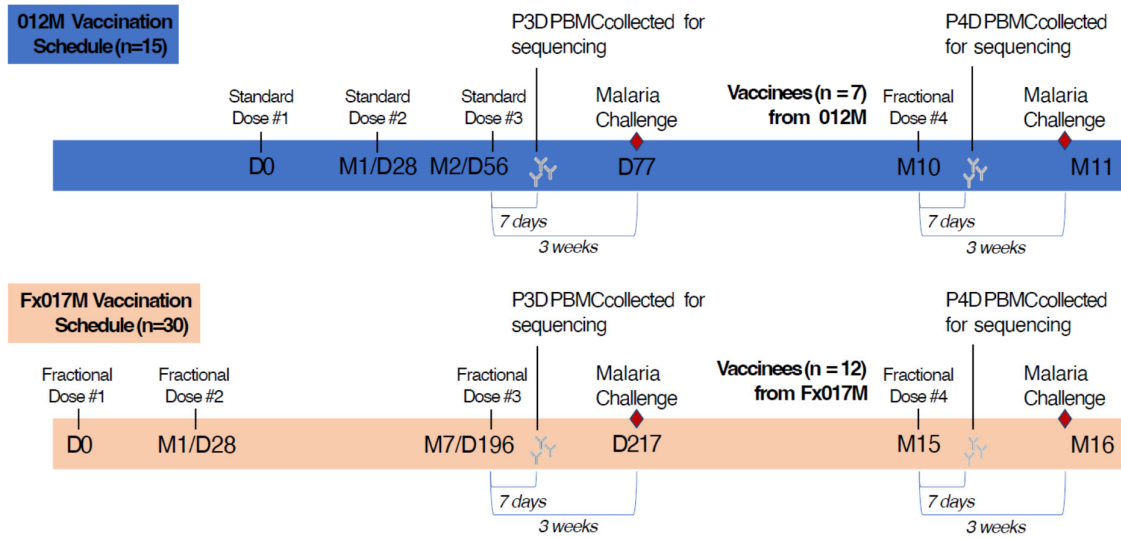 012M Vaccination
Schedule (n=15)
P3D PBMCcollected for
sequencing
P4D PBMCcollected
for sequencing
Standard
Dose #1
Standard
Dose #2
Standard
Dose #3
Malaria
Challenge
Vaccinees (n = 7)
from 012M
Fractional
Dose #4
Malaria
Challenge
D0
M1/D28
M2/D56
D77
M10
M11
7 days
3 weeks
7 days
3 weeks
Fx017M Vaccination
Schedule (n=30)
P3D PBMCcollected for
sequencing
P4D PBMCcollected
for sequencing
Fractional
Dose #1
Fractional
Dose #2
Fractional
Dose #3
Malaria
Challenge
Vaccinees (n = 12)
from Fx017M
Fractional
Dose #4
Malaria
Challenge
D0
M1/D28
M7/D196
D217
M15
M16
7 days
3 weeks
7 days
3 weeks